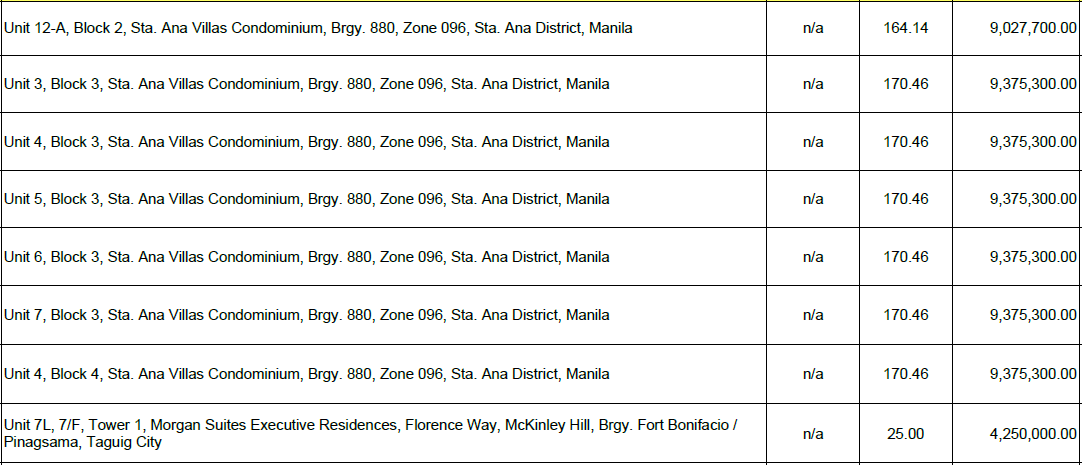 Unit 12-A, Block 2, Sta. Ana Villas Condominium, Brgy. 880, Zone 096, Sta. Ana District, Manila n/a 164.14 9,027,700.00
Unit 3, Block 3, Sta. Ana Villas Condominium, Brgy. 880, Zone 096, Sta. Ana District, Manila n/a 170.46 9,375,300.00
Unit 4, Block 3, Sta. Ana Villas Condominium, Brgy. 880, Zone 096, Sta. Ana District, Manila n/a 170.46 9,375,300.00
Unit 5, Block 3, Sta. Ana Villas Condominium, Brgy. 880, Zone 096, Sta. Ana District, Manila n/a 170.46 9,375,300.00
Unit 6, Block 3, Sta. Ana Villas Condominium, Brgy. 880, Zone 096, Sta. Ana District, Manila n/a 170.46 9,375,300.00
Unit 7, Block 3, Sta. Ana Villas Condominium, Brgy. 880, Zone 096, Sta. Ana District, Manila n/a 170.46 9,375,300.00
Unit 4, Block 4, Sta. Ana Villas Condominium, Brgy. 880, Zone 096, Sta. Ana District, Manila n/a 170.46 9,375,300.00
Unit 7L, 7/F, Tower 1, Morgan Suites Executive Residences, Florence Way, McKinley Hill, Brgy. Fort Bonifacio /
Pinagsama, Taguig City n/a 25.00 4,250,000.00